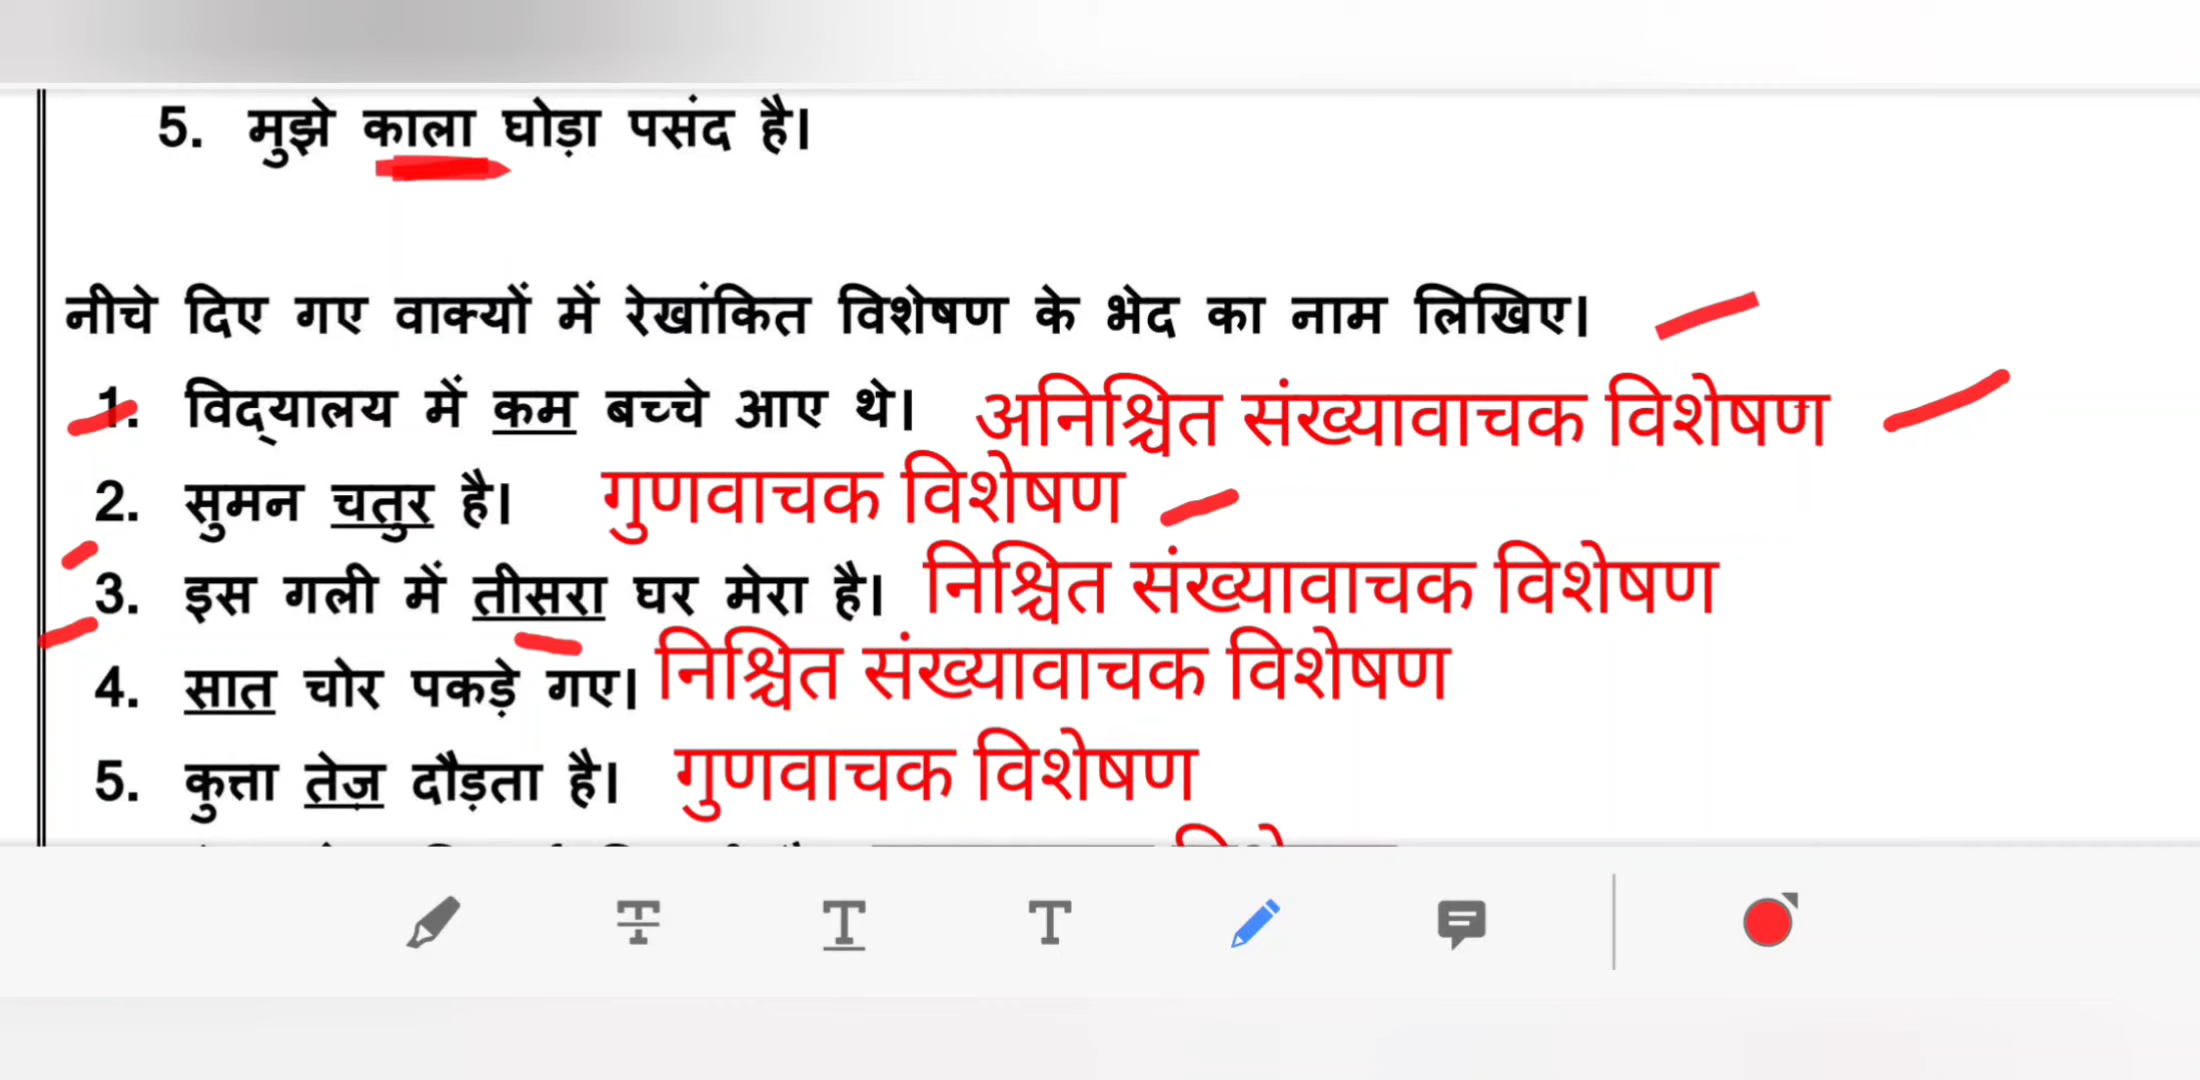 5. मुझे काला घोड़ा पसंद है।
नीचे दिए गए वाक्यों में रेखांकित विशेषण के भेद का नाम लिखिए।
1. विद्‌यालय में कम बच्चे आए थे। अनिश्चित संख्यावाचक विशेषण
2. सुमन चतुर है। गुणवाचक विशेषण
3. इस गली में तीसरा घर मेरा है। निश्चित संख्यावाचक विशेषण
4. सात चोर पकड़े गए। निश्चित संख्यावाचक विशेषण
5. कुत्ता तेज़ दौड़ता है। गुणवाचक विशेषण